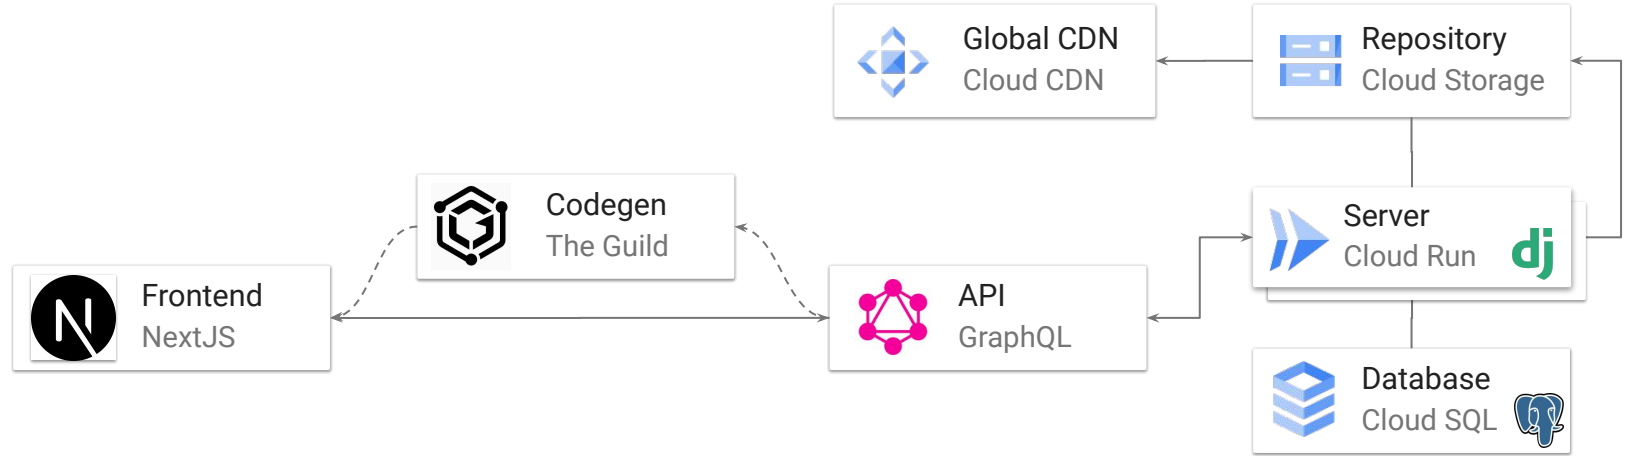 Global CDN
Cloud CDN
Repository
Cloud Storage
Codegen
The Guild
Server
Cloud Run
dj
Frontend
NextJS
API
GraphQL
Database
Cloud SQL